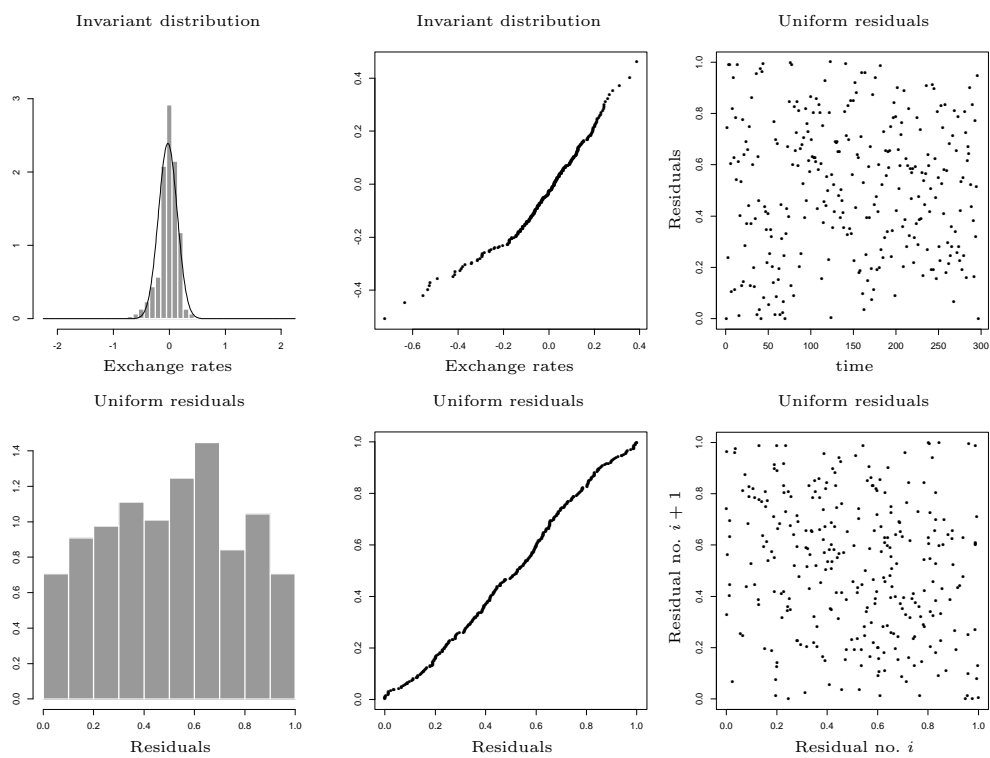 Invariant distribution
0 1 2 3
-2 -1 0 1 2
Exchange rates
Invariant distribution
-0.4 -0.2 0.0 0.2 0.4
-0.6 -0.4 -0.2 0.0 0.2 0.4
Exchange rates
Uniform residuals
Residuals
0.0 0.2 0.4 0.6 0.8 1.0
0 50 100 150 200 250 300
time
Uniform residuals
0.0 0.2 0.4 0.6 0.8 1.0 1.2 1.4
0.0 0.2 0.4 0.6 0.8 1.0
Residuals
Uniform residuals
0.0 0.2 0.4 0.6 0.8 1.0
0.0 0.2 0.4 0.6 0.8 1.0
Residuals
Uniform residuals
Residual no. i + 1
0.0 0.2 0.4 0.6 0.8 1.0
0.0 0.2 0.4 0.6 0.8 1.0
Residual no. i